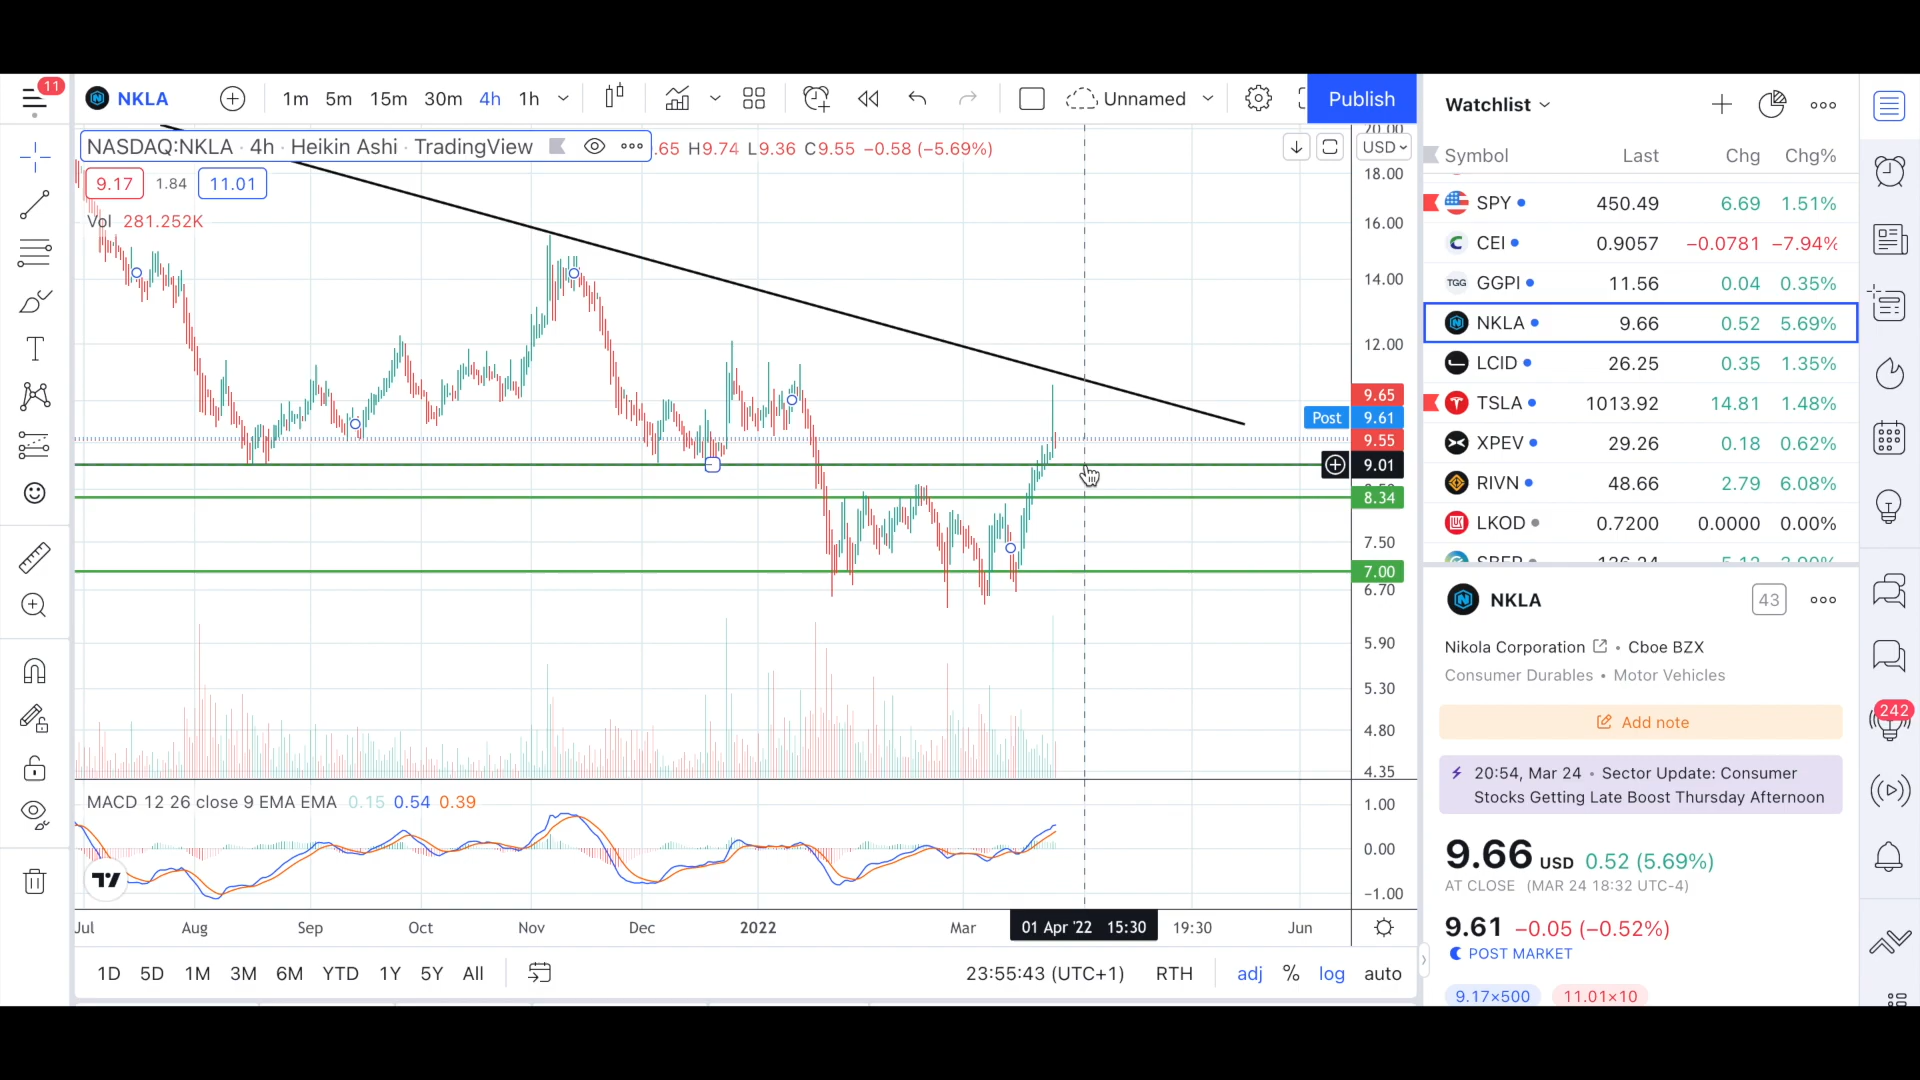 11
NKLA
1m 5m 15m 30m 4h 1h
Unnamed
Publish
NASDAQ:NKLA · 4h · Heikin Ashi · TradingView
.65 H9.74 L9.36 C9.55 −0.58 (−5.69%)
USD
9.17 1.84 11.01
Vol 281.252K
20.00
18.00
16.00
14.00
12.00
9.65
Post 9.61
9.55
9.01
8.34
7.50
7.00
6.70
5.90
5.30
4.80
4.35
MACD 12 26 close 9 EMA EMA 0.15 0.54 0.39
1.00
0.00
−1.00
Jul Aug Sep Oct Nov Dec 2022 Mar 01 Apr '22 15:30 19:30 Jun
1D 5D 1M 3M 6M YTD 1Y 5Y All
23:55:43 (UTC+1) RTH adj % log auto
Watchlist
Symbol Last Chg Chg%
SPY 450.49 6.69 1.51%
CEI 0.9057 −0.0781 −7.94%
TGG GGPI 11.56 0.04 0.35%
NKLA 9.66 0.52 5.69%
LCID 26.25 0.35 1.35%
TSLA 1013.92 14.81 1.48%
XPEV 29.26 0.18 0.62%
RIVN 48.66 2.79 6.08%
LKOD 0.7200 0.0000 0.00%
NKLA
43
Nikola Corporation • Cboe BZX
Consumer Durables • Motor Vehicles
Add note
20:54, Mar 24 • Sector Update: Consumer
Stocks Getting Late Boost Thursday Afternoon
9.66 USD 0.52 (5.69%)
AT CLOSE (MAR 24 18:32 UTC-4)
9.61 −0.05 (−0.52%)
POST MARKET
9.17×500 11.01×10
242